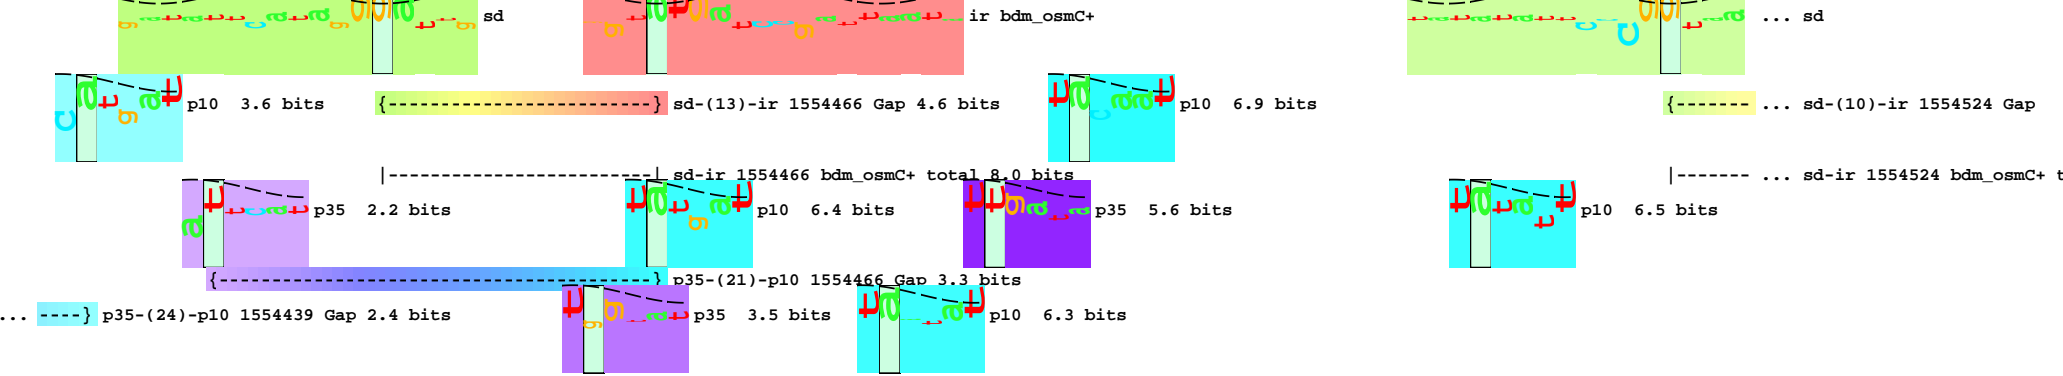 sd ir bdm_osmC+ ... sd
p10 3.6 bits {-------------------------} sd-(13)-ir 1554466 Gap 4.6 bits p10 6.9 bits {------- ... sd-(10)-ir 1554524 Gap
|-------------------------| sd-ir 1554466 bdm_osmC+ total 8.0 bits |------- ... sd-ir 1554524 bdm_osmC+ t
p35 2.2 bits p10 6.4 bits p35 5.6 bits p10 6.5 bits
{-----------------------------------------} p35-(21)-p10 1554466 Gap 3.3 bits
... ----} p35-(24)-p10 1554439 Gap 2.4 bits p35 3.5 bits p10 6.3 bits